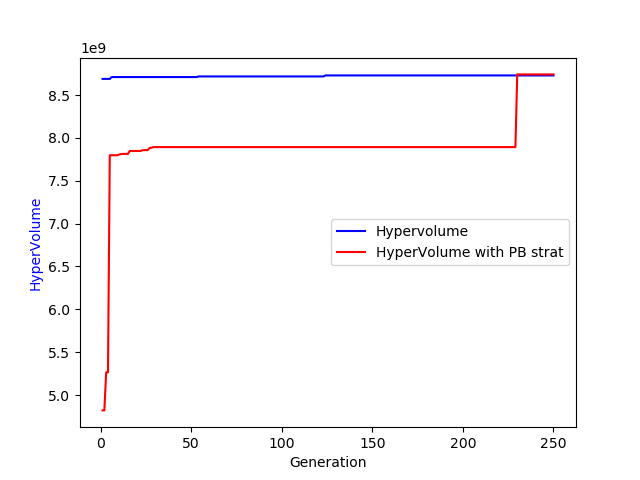 1e9
8.5
8.0
7.5
7.0
6.5
6.0
5.5
5.0
HyperVolume
Hypervolume
HyperVolume with PB strat
0 50 100 150 200 250
Generation